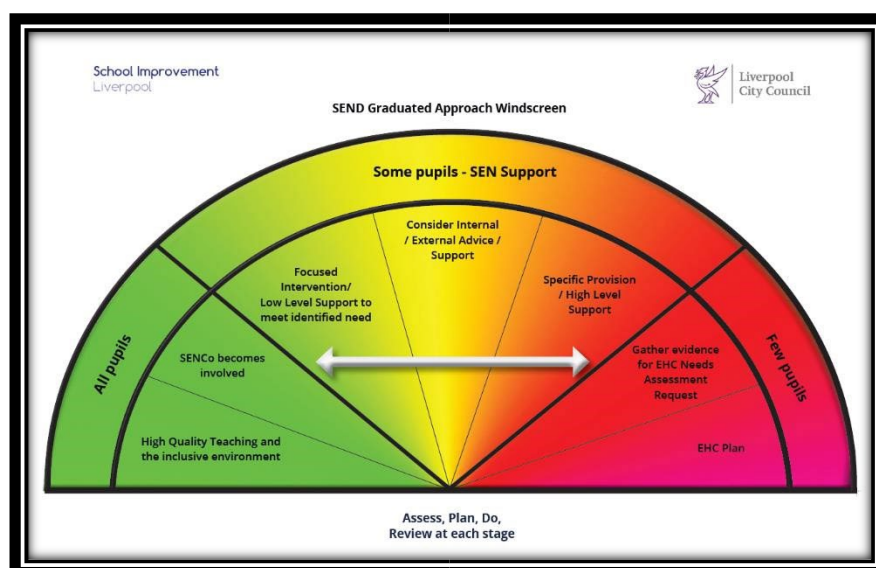 School Improvement
Liverpool
Liverpool
City Council
SEND Graduated Approach Windscreen
Some pupils - SEN Support
All pupils
Few pupils
High Quality Teaching and
the inclusive environment
SENCo becomes
involved
Focused
Intervention/
Low Level Support to
meet identified need
Consider Internal
/ External Advice /
Support
Specific Provision
/ High Level
Support
Gather evidence
for EHC Needs
Assessment
Request
EHC Plan
Assess, Plan, Do,
Review at each stage